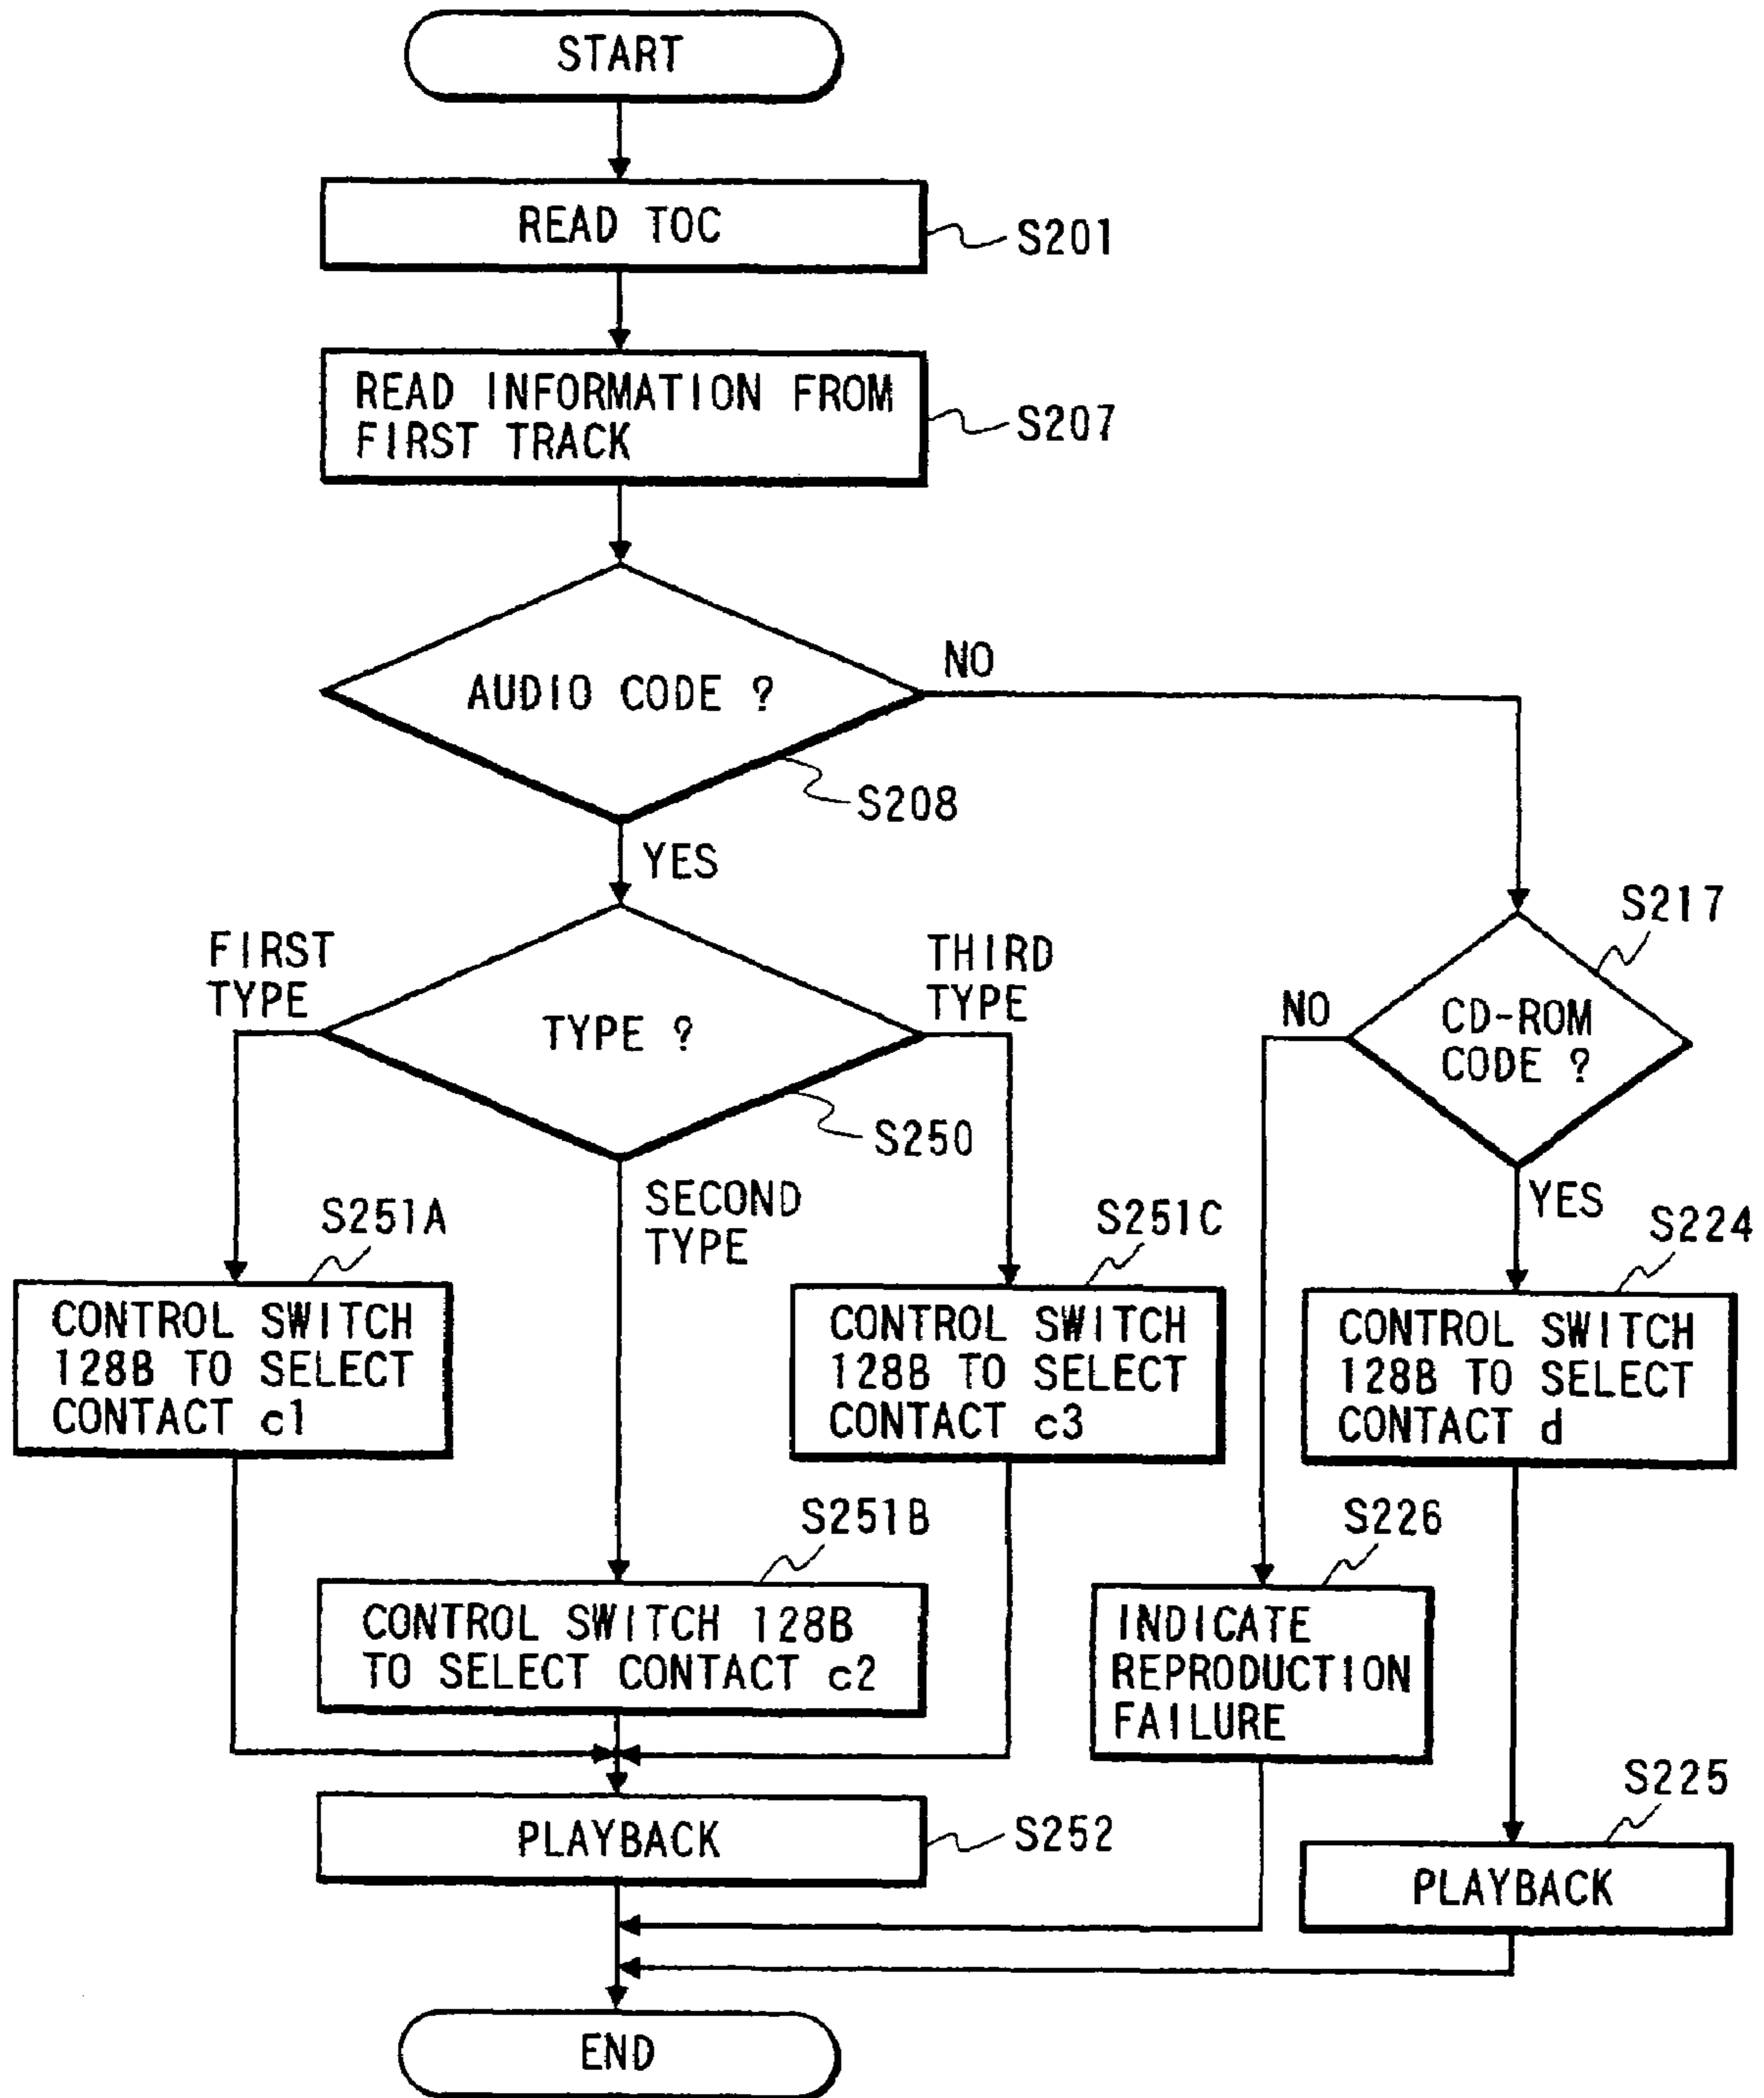 START
READ TOC
S201
READ INFORMATION FROM
FIRST TRACK
S207
AUDIO CODE ?
NO
S208
YES
S217
FIRST
TYPE
THIRD
TYPE
TYPE ?
NO
CD-ROM
CODE ?
S250
SECOND
TYPE
YES
S251A
S251C
S224
CONTROL SWITCH
128B TO SELECT
CONTACT c1
CONTROL SWITCH
128B TO SELECT
CONTACT c3
CONTROL SWITCH
128B TO SELECT
CONTACT d
S251B
S226
CONTROL SWITCH 128B
TO SELECT CONTACT c2
INDICATE
REPRODUCTION
FAILURE
S225
PLAYBACK
S252
PLAYBACK
END